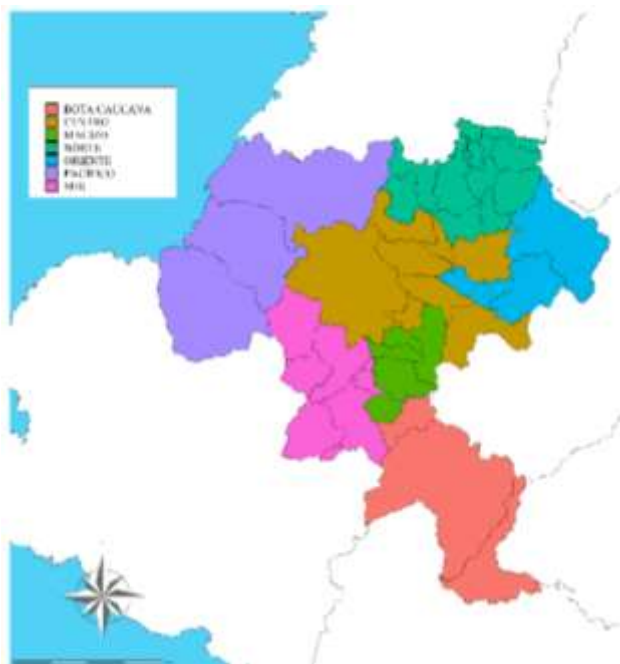 BOTA CAUCANA
CENTRO
MACIZO
NORTE
ORIENTE
PACIFICO
SUR